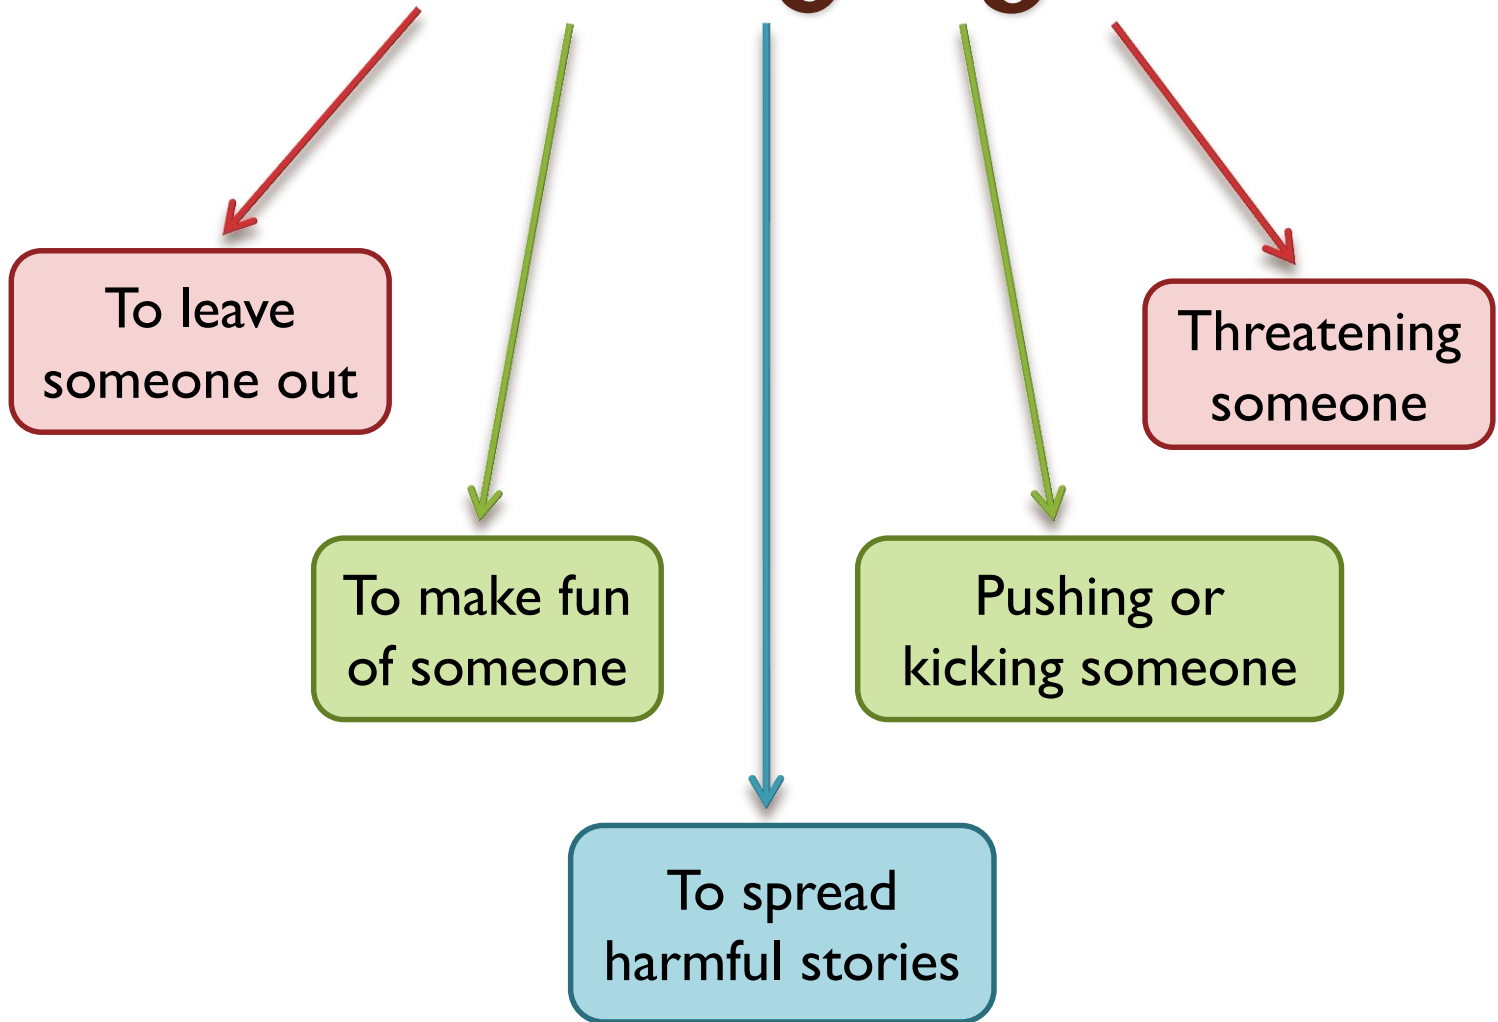 To leave
someone out
Threatening
someone
To make fun
of someone
Pushing or
kicking someone
To spread
harmful stories